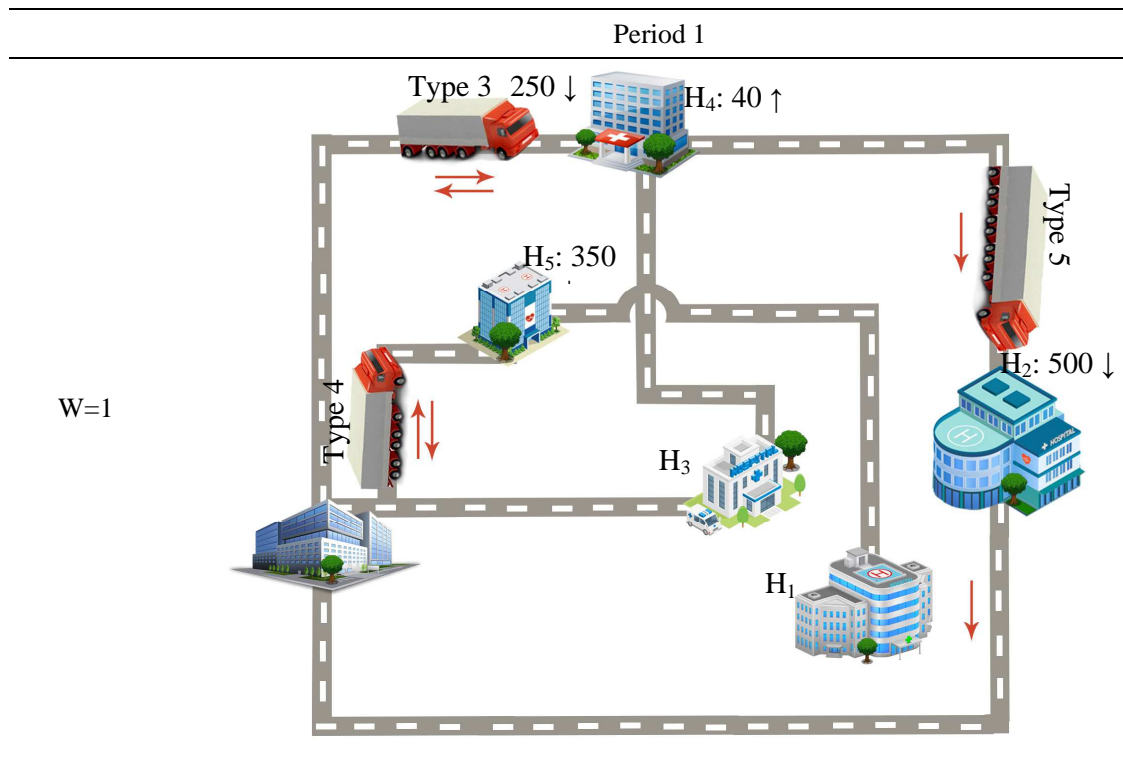 Period 1
Type 3 250 ↓
H₄: 40 ↑
Type 5
H₅: 350
H₂: 500 ↓
Type 4
W=1
H₃
H₁